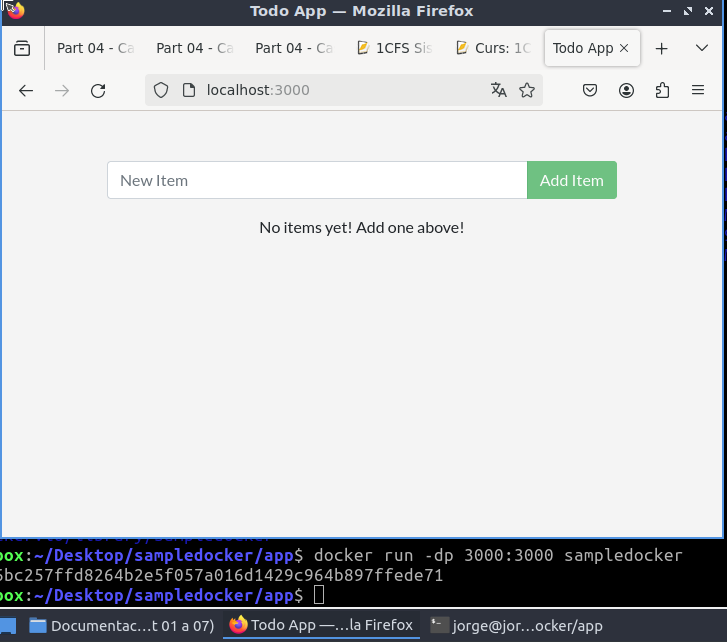 Todo App — Mozilla Firefox
Part 04 - Ca
Part 04 - Ca
Part 04 - Ca
1CFS Sis
Curs: 1C
Todo App
localhost:3000
New Item
Add Item
No items yet! Add one above!
box:~/Desktop/sampledocker/app$ docker run -dp 3000:3000 sampledocker
5bc257ffd8264b2e5f057a016d1429c964b897ffede71
box:~/Desktop/sampledocker/app$
Documentac...t 01 a 07)
Todo App —...la Firefox
jorge@jor...ocker/app